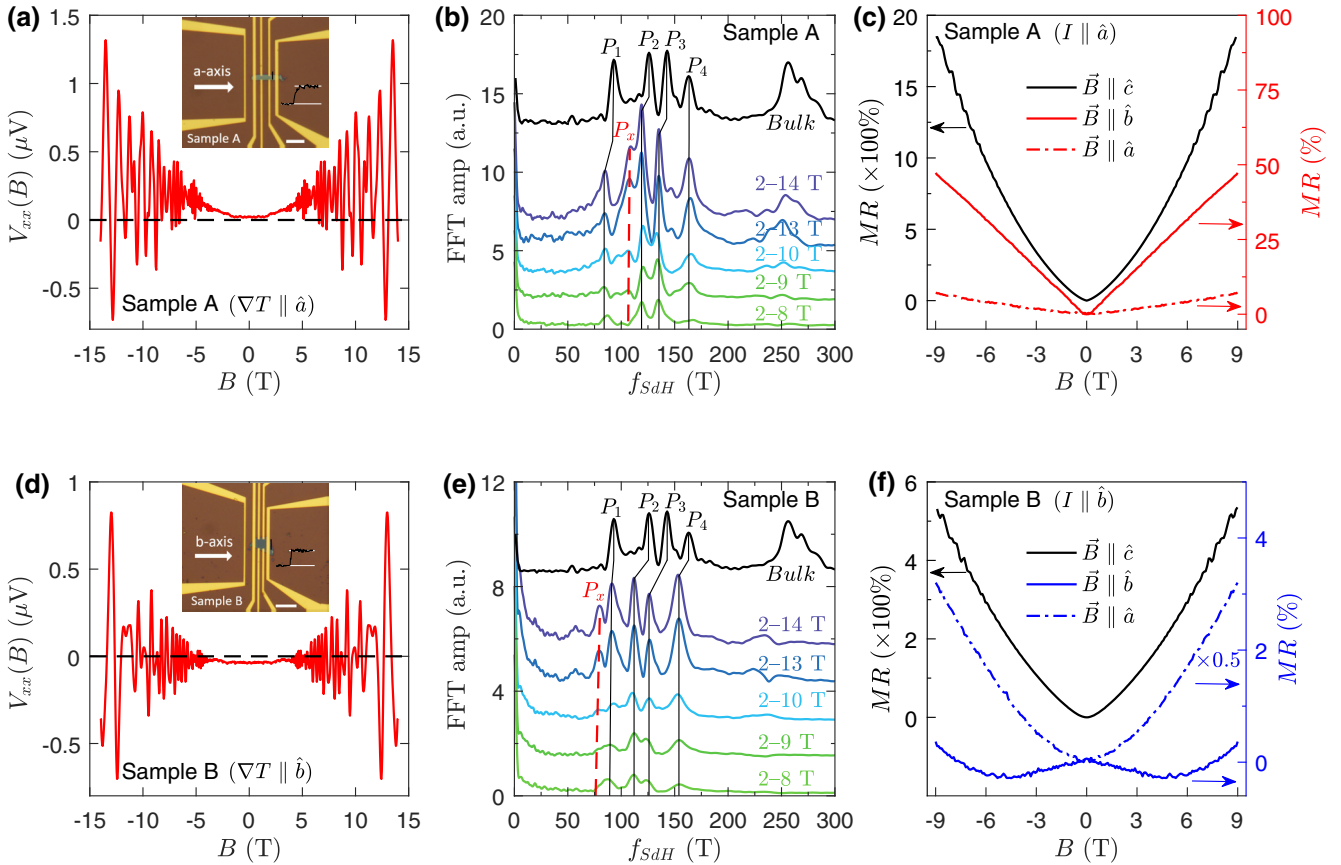 (a)
1.5
1
0.5
0
-0.5
V_xx(B) (μV)
a-axis
Sample A
Sample A (∇T ∥ â)
-15 -10 -5 0 5 10 15
B (T)
(b)
20
15
10
5
0
FFT amp (a.u.)
Sample A
P_1 P_2 P_3
P_4
P_x
Bulk
2–14 T
2–13 T
2–10 T
2–9 T
2–8 T
0 50 100 150 200 250 300
f_SdH (T)
(c)
20
15
10
5
0
MR (×100%)
Sample A (I ∥ â)
B⃗ ∥ ĉ
B⃗ ∥ b̂
B⃗ ∥ â
100
75
50
25
0
MR (%)
-9 -6 -3 0 3 6 9
B (T)
(d)
1
0.5
0
-0.5
V_xx(B) (μV)
b-axis
Sample B
Sample B (∇T ∥ b̂)
-15 -10 -5 0 5 10 15
B (T)
(e)
12
8
4
0
FFT amp (a.u.)
Sample B
P_1 P_2 P_3
P_4
P_x
Bulk
2–14 T
2–13 T
2–10 T
2–9 T
2–8 T
0 50 100 150 200 250 300
f_SdH (T)
(f)
6
4
2
0
MR (×100%)
Sample B (I ∥ b̂)
B⃗ ∥ ĉ
B⃗ ∥ b̂
B⃗ ∥ â
×0.5
4
2
0
MR (%)
-9 -6 -3 0 3 6 9
B (T)